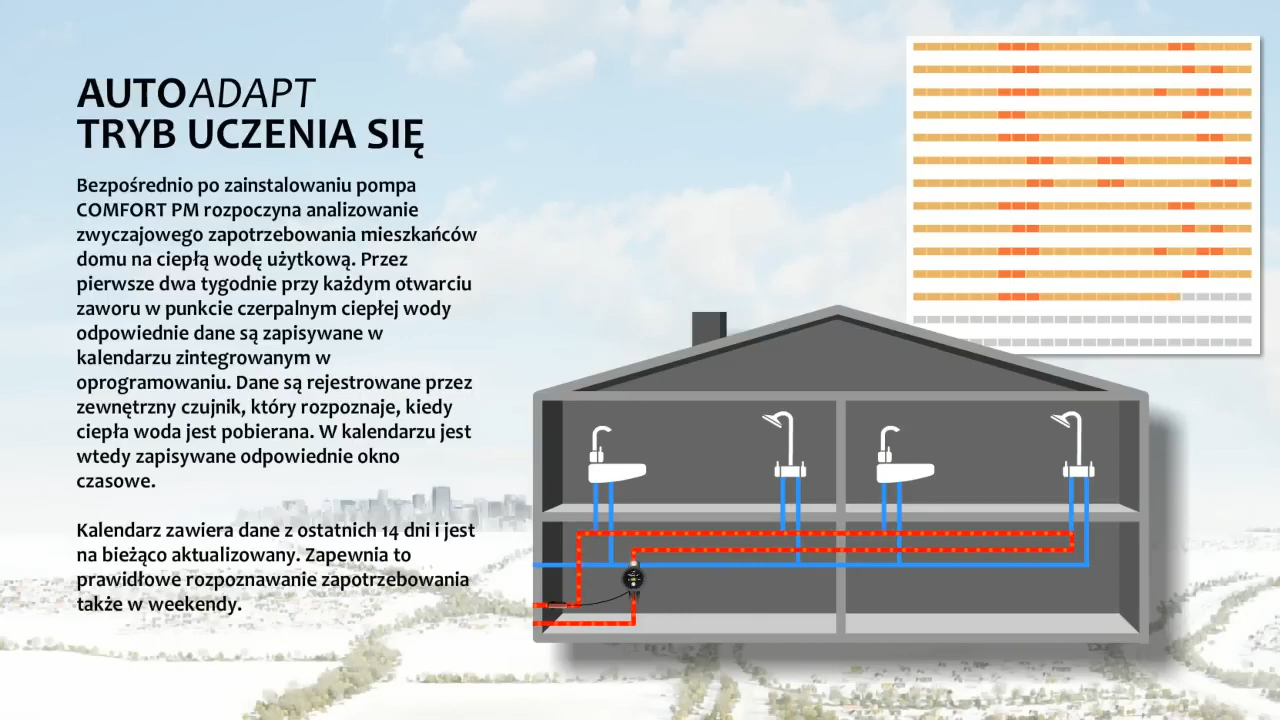 AUTOADAPT
TRYB UCZENIA SIĘ
Bezpośrednio po zainstalowaniu pompa
COMFORT PM rozpoczyna analizowanie
zwyczajowego zapotrzebowania mieszkańców
domu na ciepłą wodę użytkową. Przez
pierwsze dwa tygodnie przy każdym otwarciu
zaworu w punkcie czerpalnym ciepłej wody
odpowiednie dane są zapisywane w
kalendarzu zintegrowanym w
oprogramowaniu. Dane są rejestrowane przez
zewnętrzny czujnik, który rozpoznaje, kiedy
ciepła woda jest pobierana. W kalendarzu jest
wtedy zapisywane odpowiednie okno
czasowe.
Kalendarz zawiera dane z ostatnich 14 dni i jest
na bieżąco aktualizowany. Zapewnia to
prawidłowe rozpoznawanie zapotrzebowania
także w weekendy.